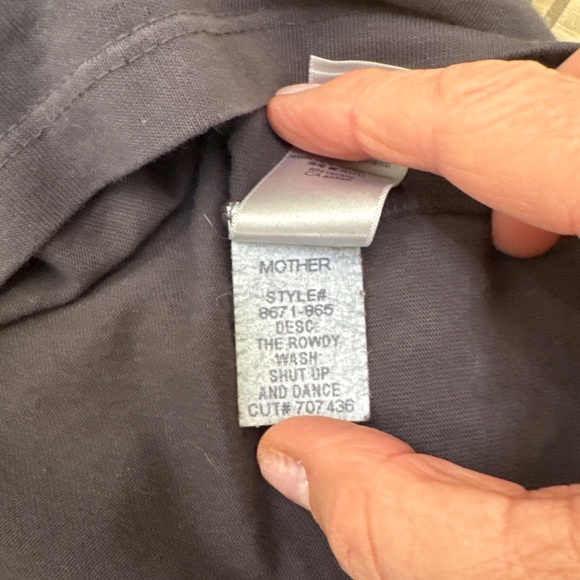 MOTHER
STYLE#
8671-865
DESC:
THE ROWDY
WASH:
SHUT UP
AND DANCE
CUT# 707436